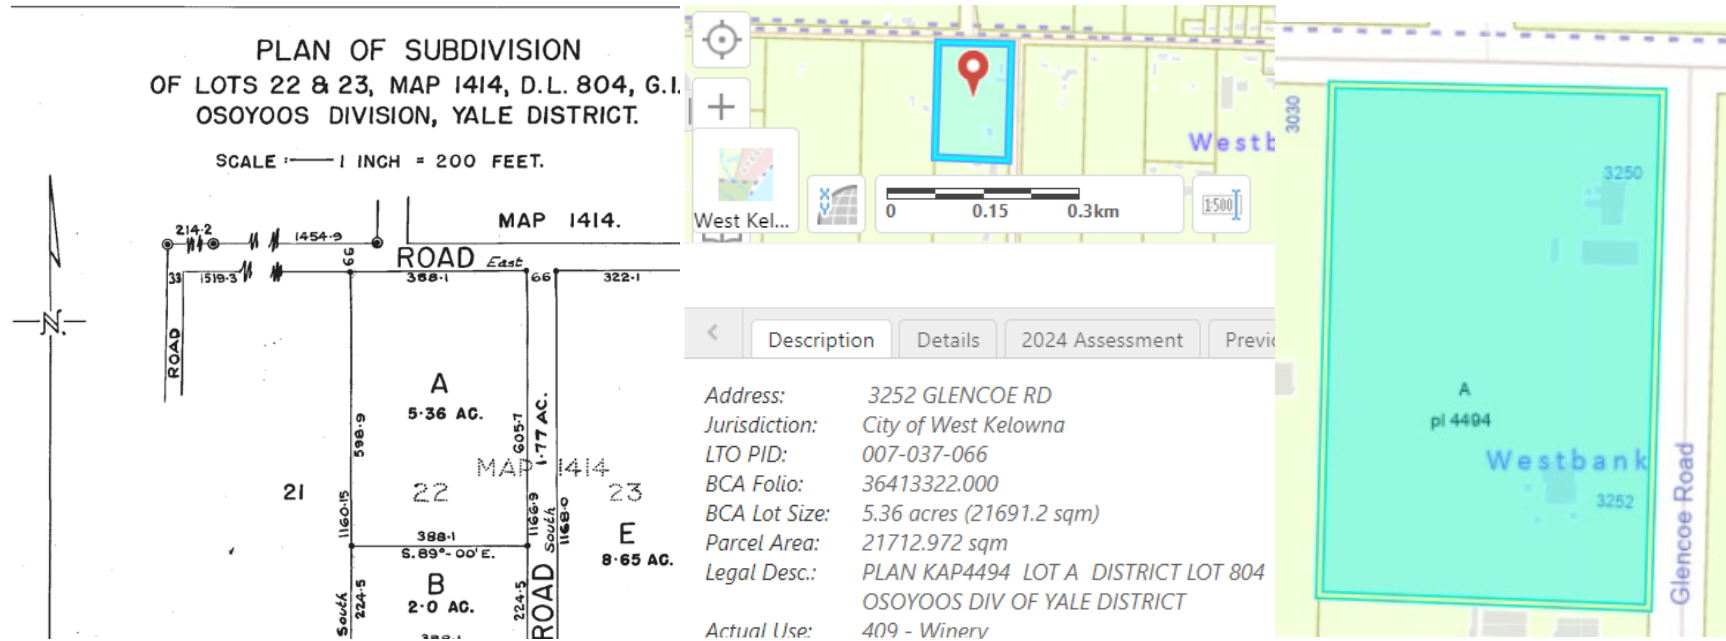 PLAN OF SUBDIVISION
OF LOTS 22 & 23, MAP 1414, D.L. 804, G.I.
OSOYOOS DIVISION, YALE DISTRICT.
SCALE :— 1 INCH = 200 FEET.
MAP 1414.
214·2
1454·9
66
ROAD East
33
1519·3
388·1
66
322·1
N
ROAD
A
5·36 AC.
598·9
605·7
1·77 AC.
MAP 1414
21
22
23
1160·15
1166·9
South
1168·0
E
8·65 AC.
388·1
S.89°-00'E.
B
2·0 AC.
South
224·5
224·5
ROAD
388·1
Westb
West Kel...
0
0.15
0.3km
1:500
Description
Details
2024 Assessment
Previ
Address: 3252 GLENCOE RD
Jurisdiction: City of West Kelowna
LTO PID: 007-037-066
BCA Folio: 36413322.000
BCA Lot Size: 5.36 acres (21691.2 sqm)
Parcel Area: 21712.972 sqm
Legal Desc.: PLAN KAP4494 LOT A DISTRICT LOT 804
OSOYOOS DIV OF YALE DISTRICT
Actual Use: 409 - Winery
3030
3250
A
pl 4494
Westbank
3252
Glencoe Road